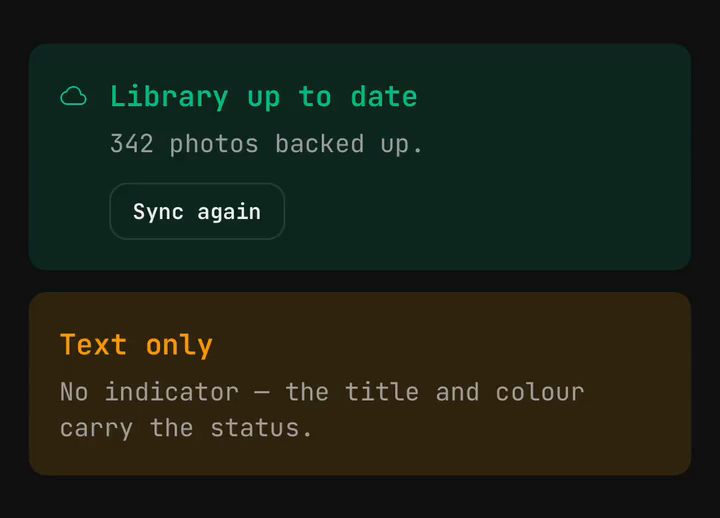 Library up to date
342 photos backed up.
Sync again
Text only
No indicator — the title and colour
carry the status.